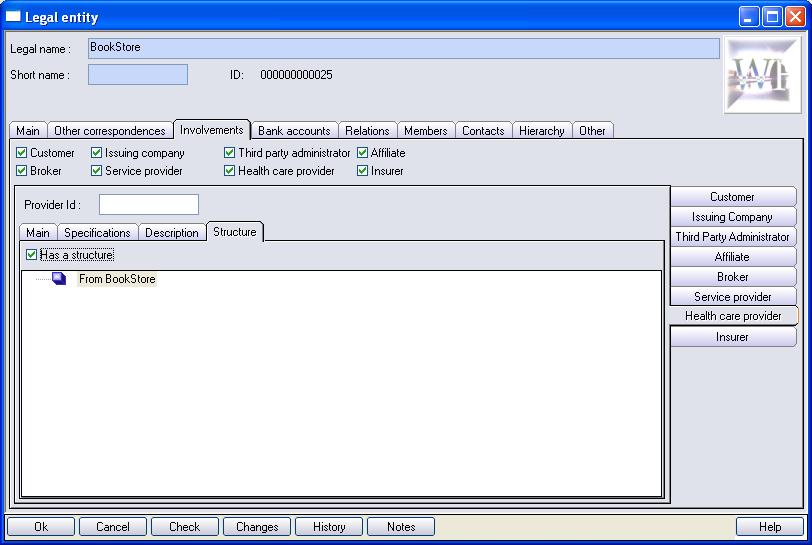 Legal entity
Legal name : BookStore
Short name : ID: 000000000025
Main Other correspondences Involvements Bank accounts Relations Members Contacts Hierarchy Other
Customer Issuing company Third party administrator Affiliate
Broker Service provider Health care provider Insurer
Provider Id :
Main Specifications Description Structure
Has a structure
From BookStore
Customer
Issuing Company
Third Party Administrator
Affiliate
Broker
Service provider
Health care provider
Insurer
Ok Cancel Check Changes History Notes Help